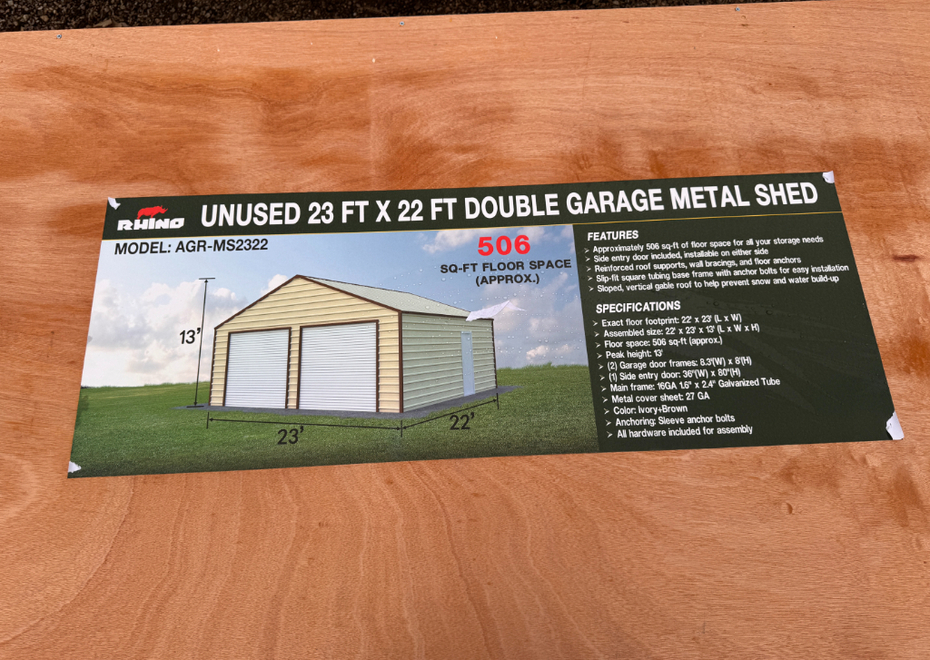 RHINO
UNUSED 23 FT X 22 FT DOUBLE GARAGE METAL SHED
MODEL: AGR-MS2322
506
SQ-FT FLOOR SPACE
(APPROX.)
13'
23'
22'
FEATURES
➢ Approximately 506 sq-ft of floor space for all your storage needs
➢ Side entry door included, installable on either side
➢ Reinforced roof supports, wall bracings, and floor anchors
➢ Slip-fit square tubing base frame with anchor bolts for easy installation
➢ Sloped, vertical gable roof to help prevent snow and water build-up
SPECIFICATIONS
➢ Exact floor footprint: 22' x 23' (L x W)
➢ Assembled size: 22' x 23' x 13' (L x W x H)
➢ Floor space: 506 sq-ft (approx.)
➢ Peak height: 13'
➢ (2) Garage door frames: 8.3'(W) x 8'(H)
➢ (1) Side entry door: 36"(W) x 80"(H)
➢ Main frame: 16GA 1.6" x 2.4" Galvanized Tube
➢ Metal cover sheet: 27 GA
➢ Color: Ivory+Brown
➢ Anchoring: Sleeve anchor bolts
➢ All hardware included for assembly